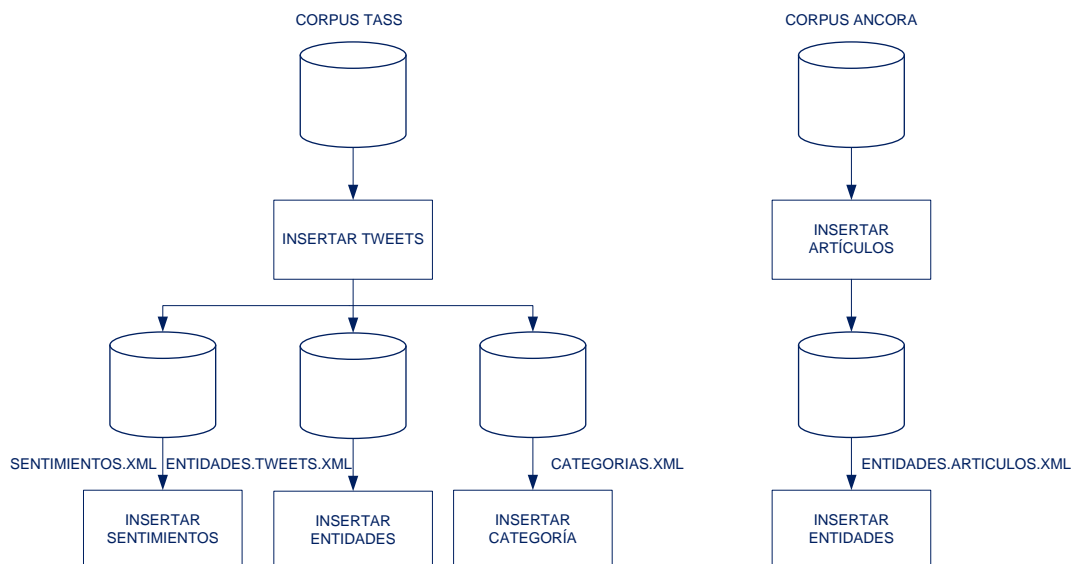 CORPUS TASS
CORPUS ANCORA
INSERTAR TWEETS
INSERTAR
ARTÍCULOS
SENTIMIENTOS.XML
ENTIDADES.TWEETS.XML
CATEGORIAS.XML
ENTIDADES.ARTICULOS.XML
INSERTAR
SENTIMIENTOS
INSERTAR
ENTIDADES
INSERTAR
CATEGORÍA
INSERTAR
ENTIDADES